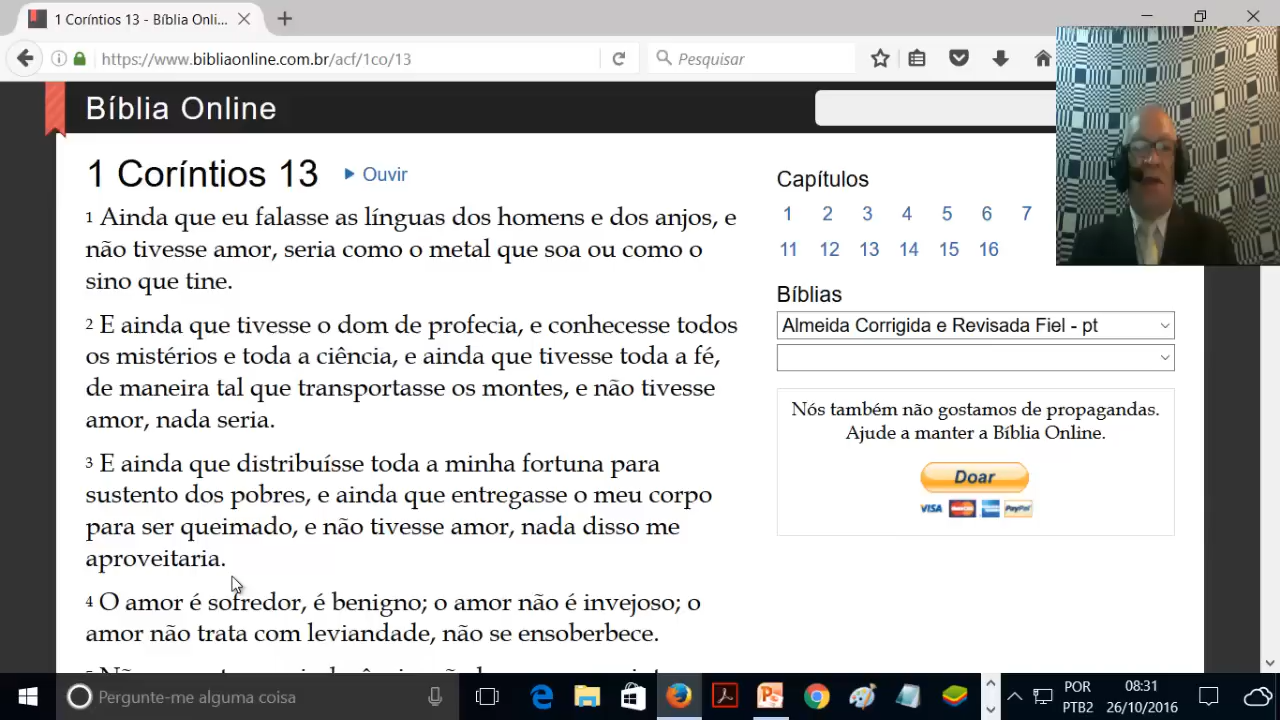 1 Coríntios 13 - Bíblia Onli...
https://www.bibliaonline.com.br/acf/1co/13
Pesquisar
Bíblia Online
1 Coríntios 13
Ouvir
1 Ainda que eu falasse as línguas dos homens e dos anjos, e
não tivesse amor, seria como o metal que soa ou como o
sino que tine.
2 E ainda que tivesse o dom de profecia, e conhecesse todos
os mistérios e toda a ciência, e ainda que tivesse toda a fé,
de maneira tal que transportasse os montes, e não tivesse
amor, nada seria.
3 E ainda que distribuísse toda a minha fortuna para
sustento dos pobres, e ainda que entregasse o meu corpo
para ser queimado, e não tivesse amor, nada disso me
aproveitaria.
4 O amor é sofredor, é benigno; o amor não é invejoso; o
amor não trata com leviandade, não se ensoberbece.
Capítulos
1 2 3 4 5 6 7
11 12 13 14 15 16
Bíblias
Almeida Corrigida e Revisada Fiel - pt
Nós também não gostamos de propagandas.
Ajude a manter a Bíblia Online.
Doar
VISA PayPal
Pergunte-me alguma coisa
POR
PTB2
08:31
26/10/2016